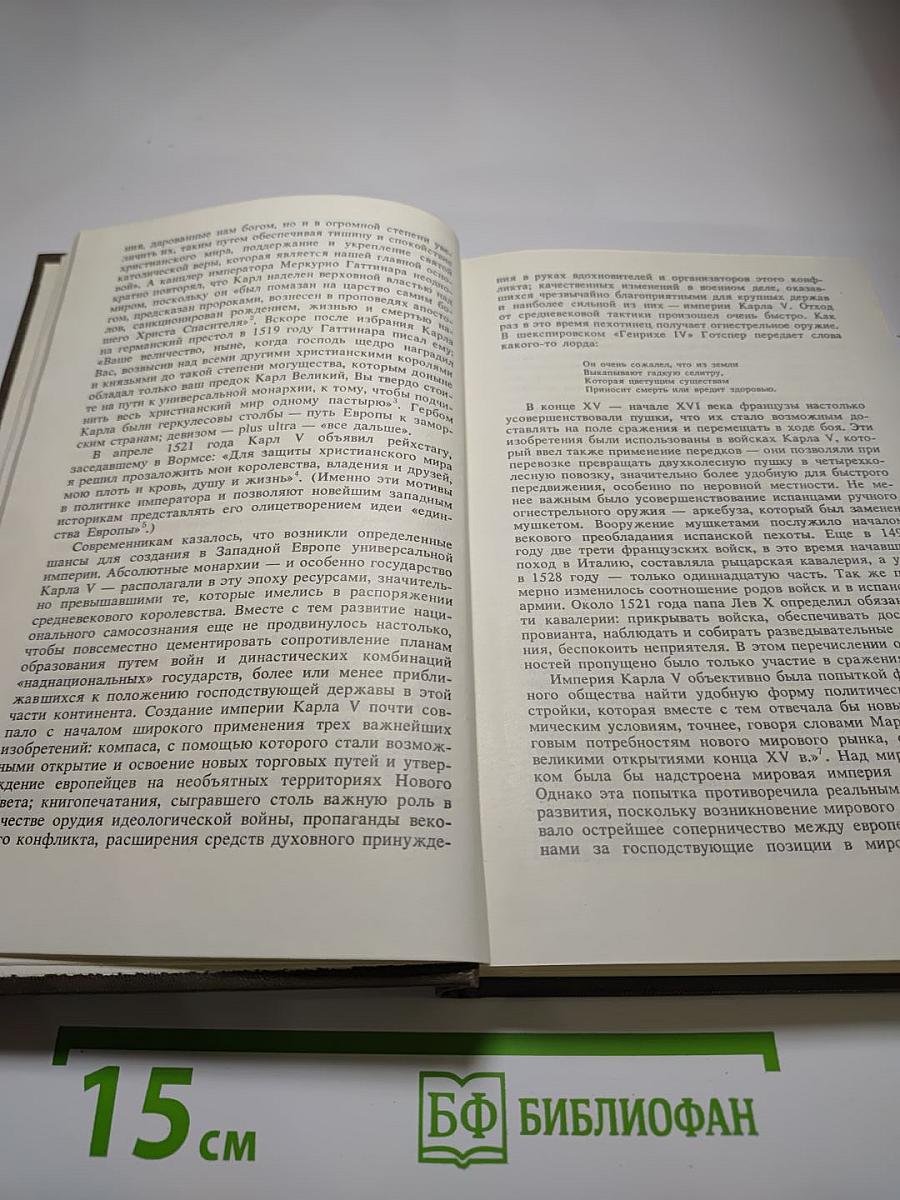 ния, дарованные нам богом, но и в огромной степени уве-
личить их, таким путем обеспечивая тишину и спокойствие
христианского мира, поддержание и укрепление святой
католической веры, которая является нашей главной осно-
вой». А канцлер императора Меркурио Гаттинара неодно-
кратно повторял, что Карл наделен верховной властью над
миром, поскольку он «был помазан на царство самим бо-
гом, предсказан пророками, вознесен в проповедях апосто-
лов, санкционирован рождением, жизнью и смертью на-
шего Христа Спасителя»². Вскоре после избрания Карла
на германский престол в 1519 году Гаттинара писал ему:
«Ваше величество, ныне, когда господь щедро наградил
Вас, возвысив над всеми другими христианскими королями
и князьями до такой степени могущества, которым доныне
обладал только ваш предок Карл Великий, Вы твердо стои-
те на пути к универсальной монархии, к тому, чтобы подчи-
нить весь христианский мир одному пастырю»³. Гербом
Карла были геркулесовы столбы — путь Европы к замор-
ским странам; девизом — plus ultra — «все дальше».
В апреле 1521 года Карл V объявил рейхстагу,
заседавшему в Вормсе: «Для защиты христианского мира
я решил прозаложить мои королевства, владения и друзей,
мою плоть и кровь, душу и жизнь»⁴. (Именно эти мотивы
в политике императора и позволяют новейшим западным
историкам представлять его олицетворением идеи «един-
ства Европы»⁵.)
Современникам казалось, что возникли определенные
шансы для создания в Западной Европе универсальной
империи. Абсолютные монархии — и особенно государство
Карла V — располагали в эту эпоху ресурсами, значитель-
но превышавшими те, которые имелись в распоряжении
средневекового королевства. Вместе с тем развитие наци-
онального самосознания еще не продвинулось настолько,
чтобы повсеместно цементировать сопротивление планам
образования путем войн и династических комбинаций
«наднациональных» государств, более или менее прибли-
жавшихся к положению господствующей державы в этой
части континента. Создание империи Карла V почти сов-
пало с началом широкого применения трех важнейших
изобретений: компаса, с помощью которого стали возмож-
ными открытие и освоение новых торговых путей и утвер-
ждение европейцев на необъятных территориях Нового
вета; книгопечатания, сыгравшего столь важную роль в
честве орудия идеологической войны, пропаганды веко-
го конфликта, расширения средств духовного принужде-
ния в руках вдохновителей и организаторов этого конф-
ликта; качественных изменений в военном деле, оказав-
шихся чрезвычайно благоприятными для крупных держав
и наиболее сильной из них — империи Карла V. Отход
от средневековой тактики произошел очень быстро. Как
раз в это время пехотинец получает огнестрельное оружие.
В шекспировском «Генрихе IV» Готспер передает слова
какого-то лорда:
Он очень сожалел, что из земли
Выкапывают гадкую селитру,
Которая цветущим существам
Приносит смерть или вредит здоровью.
В конце XV — начале XVI века французы настолько
усовершенствовали пушки, что их стало возможным до-
ставлять на поле сражения и перемещать в ходе боя. Эти
изобретения были использованы в войсках Карла V, кото-
рый ввел также применение передков — они позволяли при
перевозке превращать двухколесную пушку в четырехко-
лесную повозку, значительно более удобную для быстрого
передвижения, особенно по неровной местности. Не ме-
нее важным было усовершенствование испанцами ручного
огнестрельного оружия — аркебуза, который был заменен
мушкетом. Вооружение мушкетами послужило начало
векового преобладания испанской пехоты. Еще в 149
году две трети французских войск, в это время начавш
поход в Италию, составляла рыцарская кавалерия, а у
в 1528 году — только одиннадцатую часть. Так же п
мерно изменилось соотношение родов войск и в испанс
армии. Около 1521 года папа Лев X определил обязан
ти кавалерии: прикрывать войска, обеспечивать дос
провианта, наблюдать и собирать разведывательные
ния, беспокоить неприятеля. В этом перечислении о
ностей пропущено было только участие в сражения
Империя Карла V объективно была попыткой ф
ного общества найти удобную форму политическ
стройки, которая вместе с тем отвечала бы новы
мическим условиям, точнее, говоря словами Мар
говым потребностям нового мирового рынка,
великими открытиями конца XV в.»⁷. Над мир
ком была бы надстроена мировая империя
Однако эта попытка противоречила реальным
развития, поскольку возникновение мирового
вало острейшее соперничество между европе
нами за господствующие позиции в миро
15 см
БФ БИБЛИОФАН